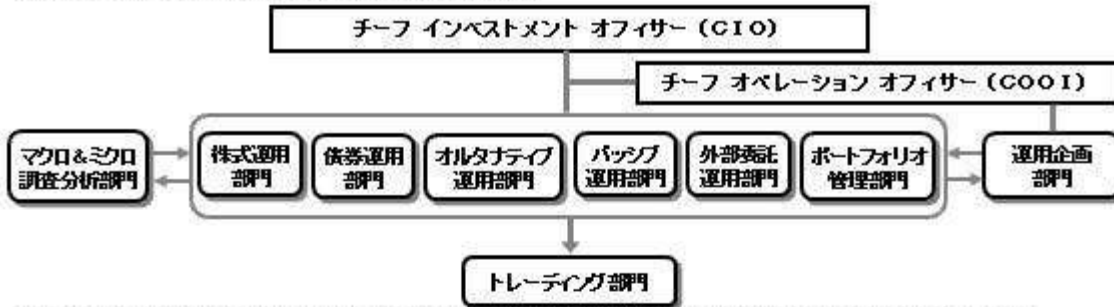 チーフ インベストメント オフィサー (CIO)
チーフ オペレーション オフィサー (COOI)
マクロ&ミクロ
調査分析部門
株式運用
部門
債券運用
部門
オルタナティブ
運用部門
パッシブ
運用部門
外部委託
運用部門
ポートフォリオ
管理部門
運用企画
部門
トレーディング部門